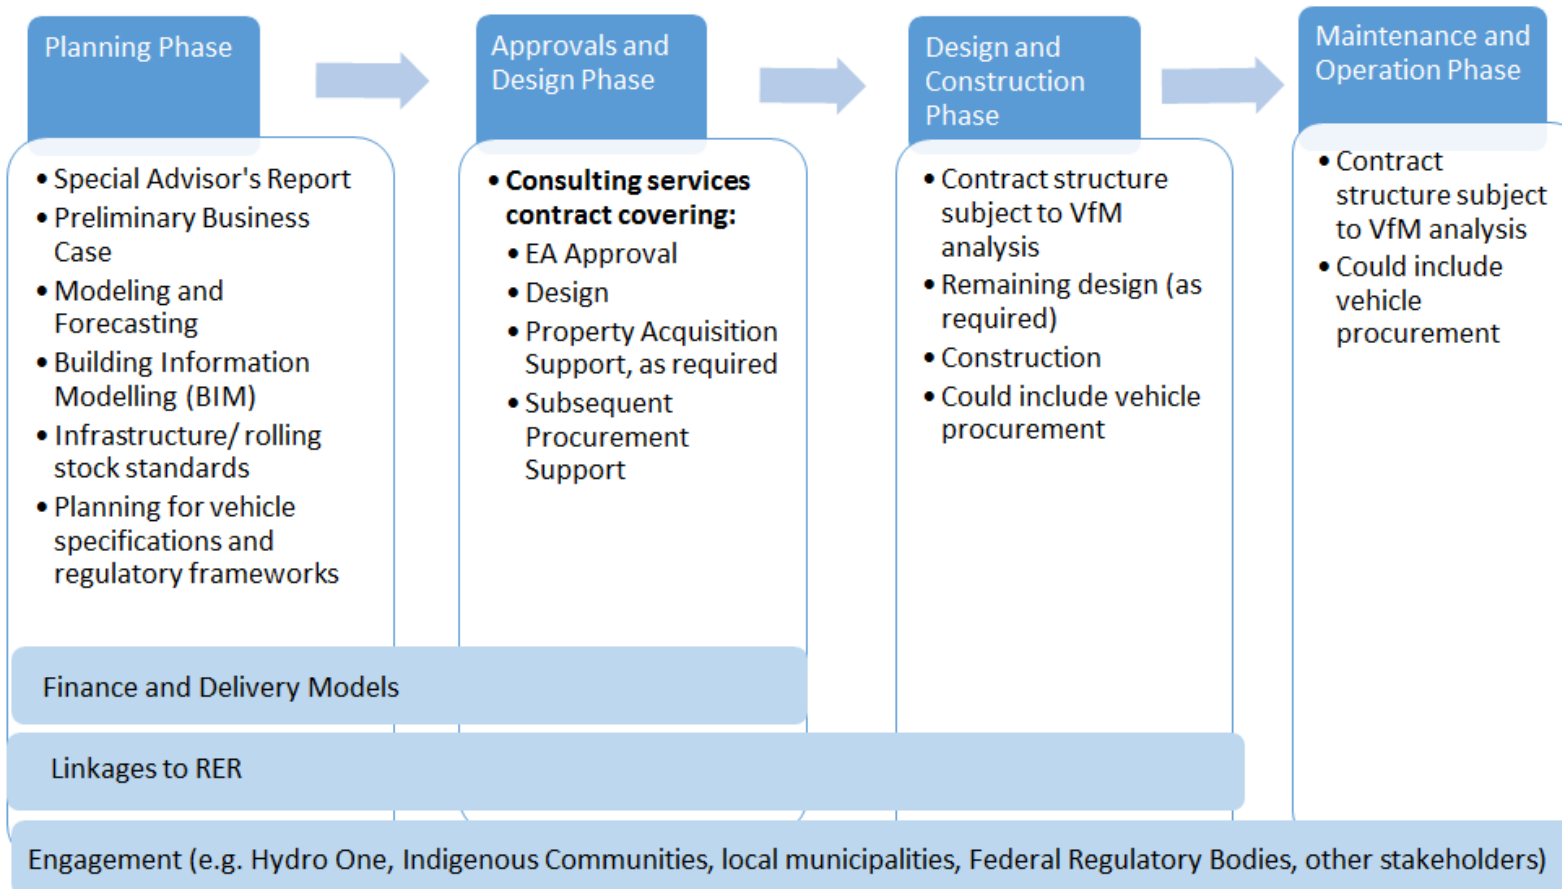 Planning Phase
• Special Advisor's Report
• Preliminary Business
Case
• Modeling and
Forecasting
• Building Information
Modelling (BIM)
• Infrastructure/ rolling
stock standards
• Planning for vehicle
specifications and
regulatory frameworks
Approvals and
Design Phase
• Consulting services
contract covering:
• EA Approval
• Design
• Property Acquisition
Support, as required
• Subsequent
Procurement
Support
Design and
Construction
Phase
• Contract structure
subject to VfM
analysis
• Remaining design (as
required)
• Construction
• Could include vehicle
procurement
Maintenance and
Operation Phase
• Contract
structure subject
to VfM analysis
• Could include
vehicle
procurement
Finance and Delivery Models
Linkages to RER
Engagement (e.g. Hydro One, Indigenous Communities, local municipalities, Federal Regulatory Bodies, other stakeholders)